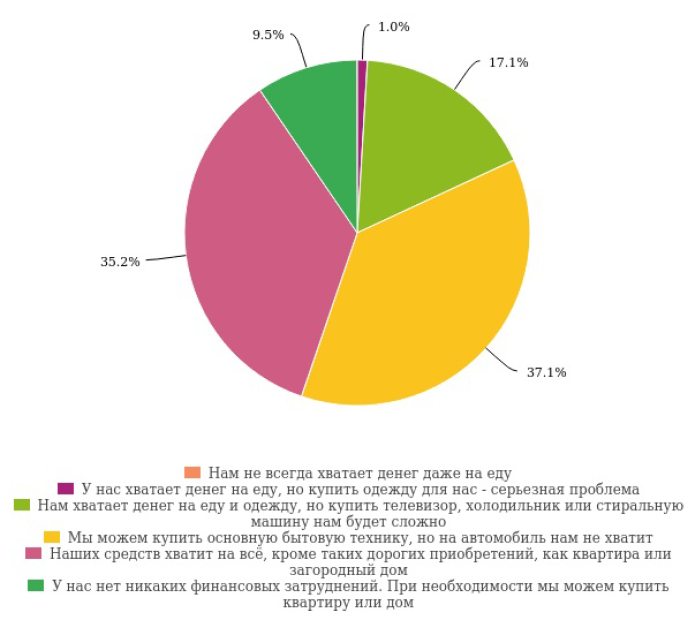 1.0%
9.5%
17.1%
35.2%
37.1%
Нам не всегда хватает денег даже на еду
У нас хватает денег на еду, но купить одежду для нас - серьезная проблема
Нам хватает денег на еду и одежду, но купить телевизор, холодильник или стиральную
машину нам будет сложно
Мы можем купить основную бытовую технику, но на автомобиль нам не хватит
Наших средств хватит на всё, кроме таких дорогих приобретений, как квартира или
загородный дом
У нас нет никаких финансовых затруднений. При необходимости мы можем купить
квартиру или дом